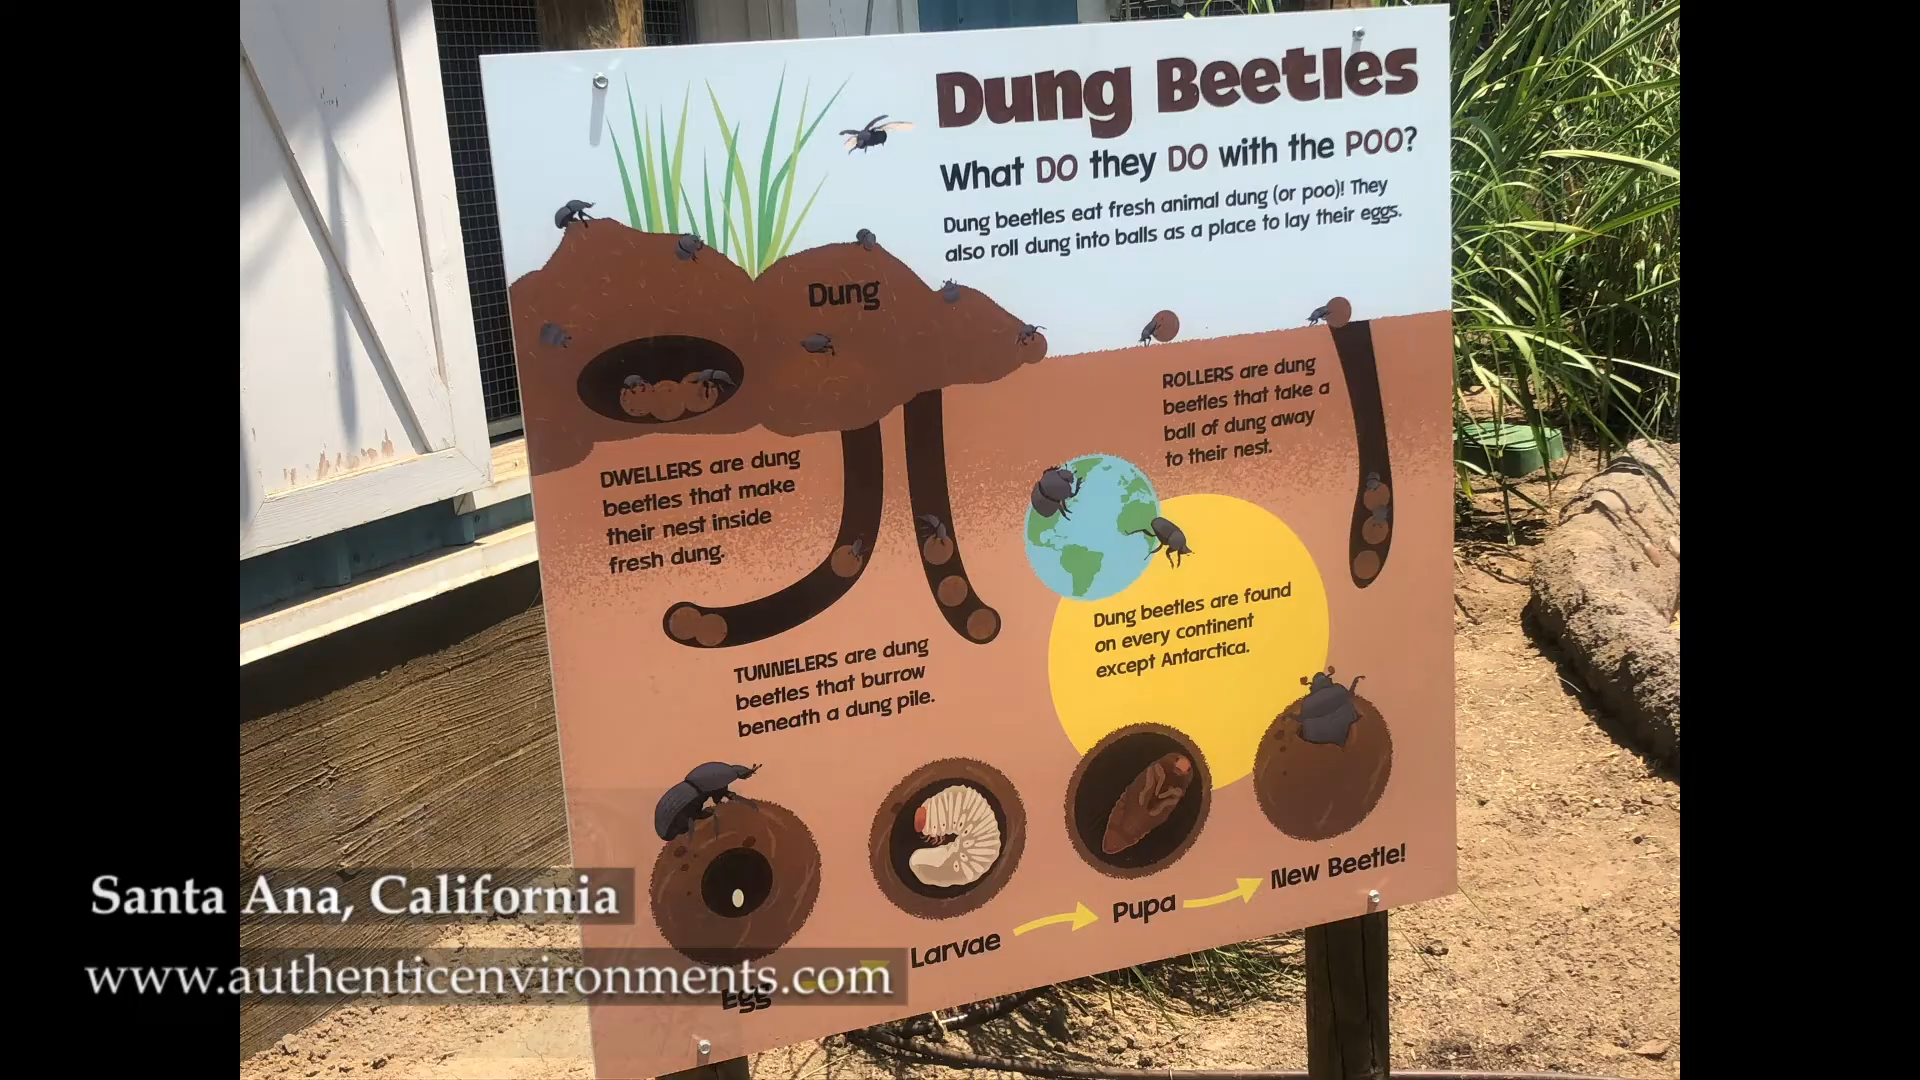 Dung Beetles
What DO they DO with the POO?
Dung beetles eat fresh animal dung (or poo)! They
also roll dung into balls as a place to lay their eggs.
Dung
ROLLERS are dung
beetles that take a
ball of dung away
to their nest.
DWELLERS are dung
beetles that make
their nest inside
fresh dung.
Dung beetles are found
on every continent
except Antarctica.
TUNNELERS are dung
beetles that burrow
beneath a dung pile.
Egg
Larvae
Pupa
New Beetle!
Santa Ana, California
www.authenticenvironments.com